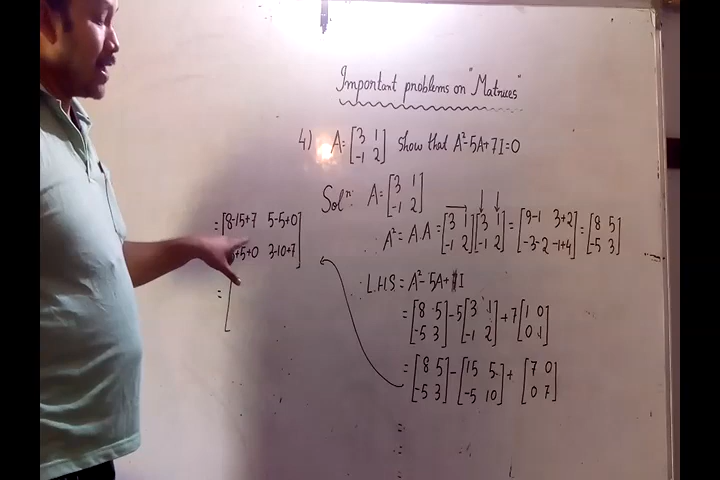 Important problems on "Matrices"
4) A = [3 1; -1 2] Show that A²-5A+7I=0
Solⁿ: A = [3 1; -1 2]
A² = A.A = [3 1; -1 2] [3 1; -1 2] = [9-1 3+2; -3-2 -1+4] = [8 5; -5 3]
∴ L.HS = A²-5A+7I
= [8 5; -5 3] -5 [3 1; -1 2] +7 [1 0; 0 1]
= [8 5; -5 3] - [15 5; -5 10] + [7 0; 0 7]
=
=
=
= [8-15+7 5-5+0; +5+0 3-10+7]
= [